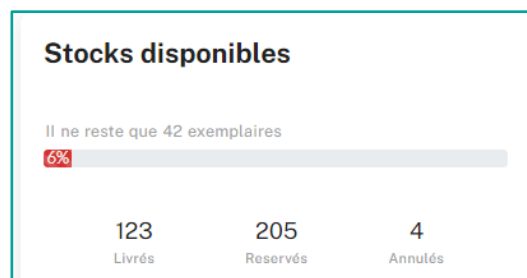 Stocks disponibles
Il ne reste que 42 exemplaires
6%
123 205 4
Livrés Reservés Annulés